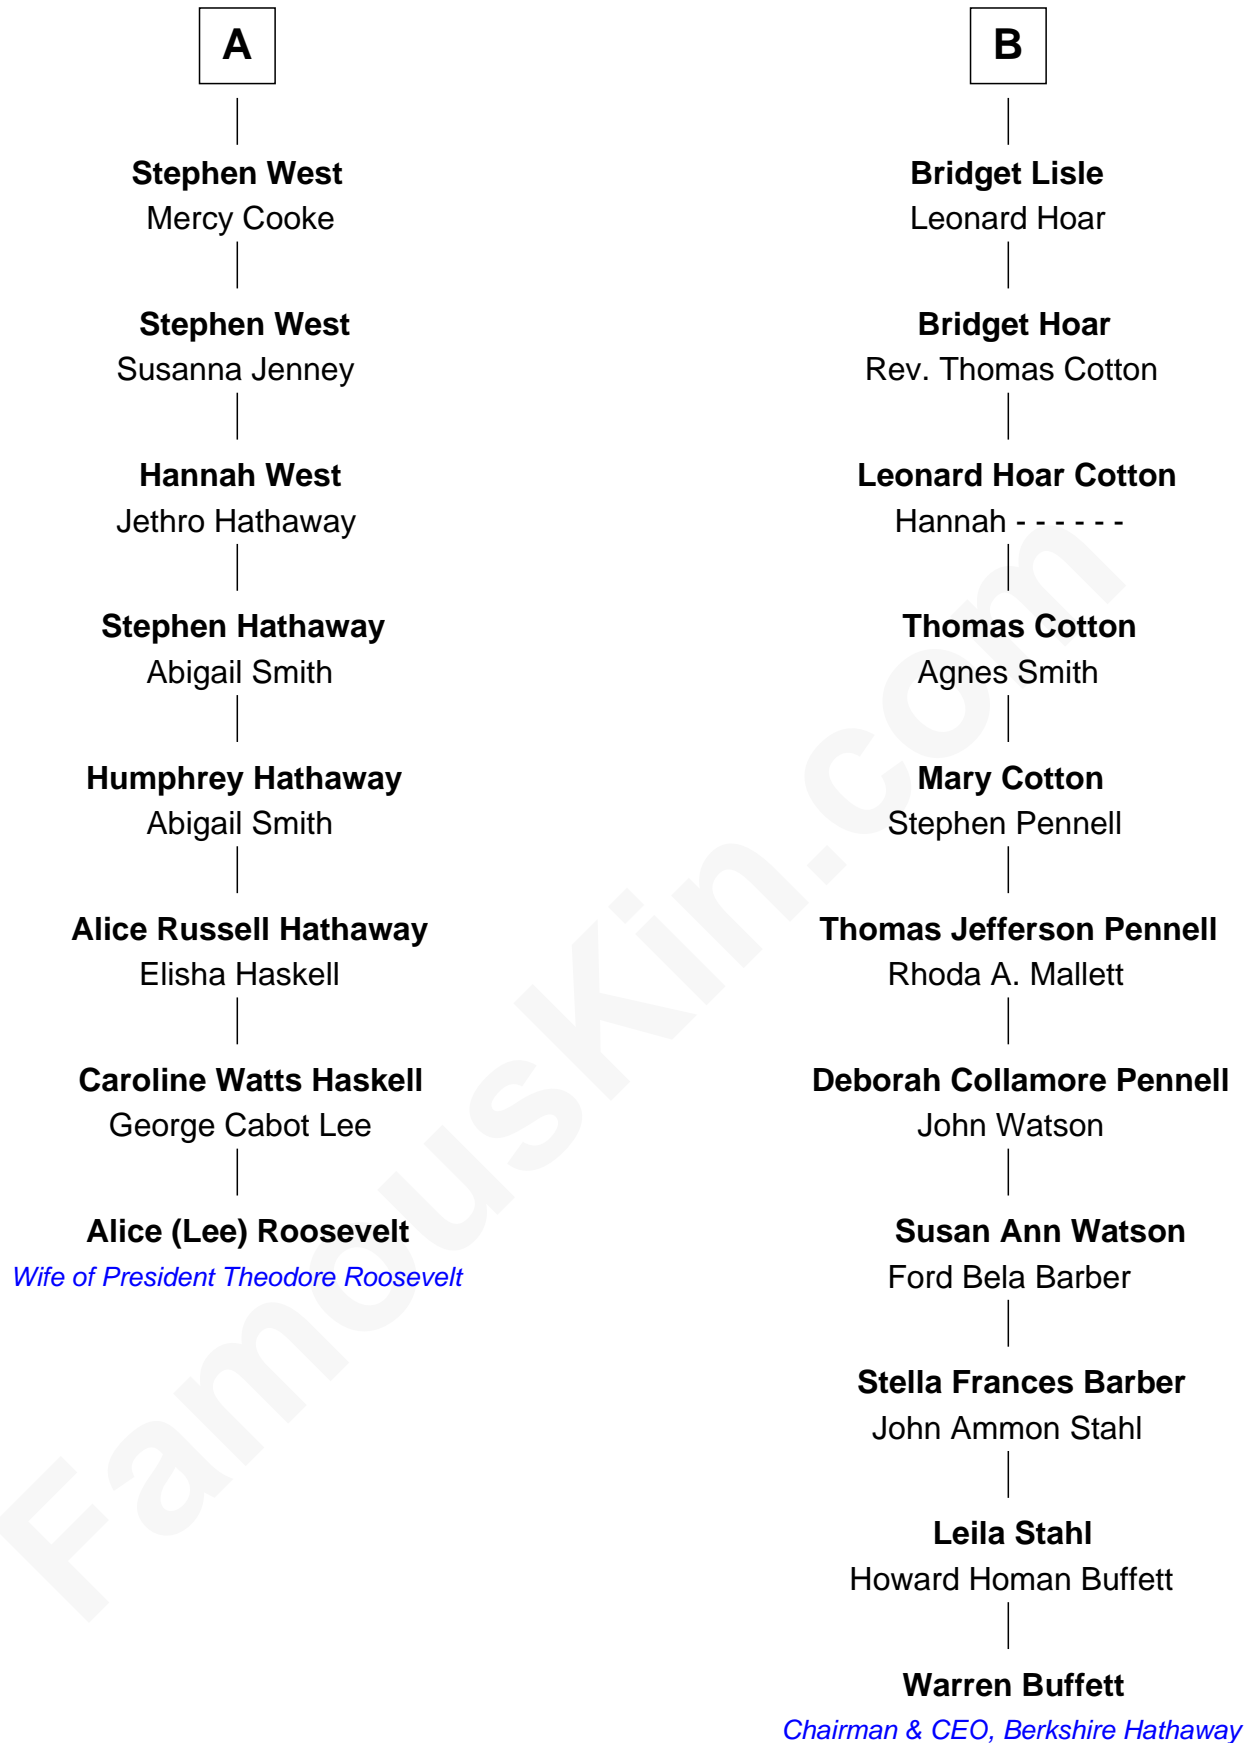 A
Stephen West
Mercy Cooke
Stephen West
Susanna Jenney
Hannah West
Jethro Hathaway
Stephen Hathaway
Abigail Smith
Humphrey Hathaway
Abigail Smith
Alice Russell Hathaway
Elisha Haskell
Caroline Watts Haskell
George Cabot Lee
Alice (Lee) Roosevelt
Wife of President Theodore Roosevelt
B
Bridget Lisle
Leonard Hoar
Bridget Hoar
Rev. Thomas Cotton
Leonard Hoar Cotton
Hannah - - - - - -
Thomas Cotton
Agnes Smith
Mary Cotton
Stephen Pennell
Thomas Jefferson Pennell
Rhoda A. Mallett
Deborah Collamore Pennell
John Watson
Susan Ann Watson
Ford Bela Barber
Stella Frances Barber
John Ammon Stahl
Leila Stahl
Howard Homan Buffett
Warren Buffett
Chairman & CEO, Berkshire Hathaway
FamousKin.com